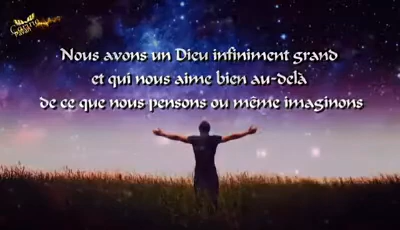 Nous avons un Dieu infiniment grand
et qui nous aime bien au-delà
de ce que nous pensons ou même imaginons